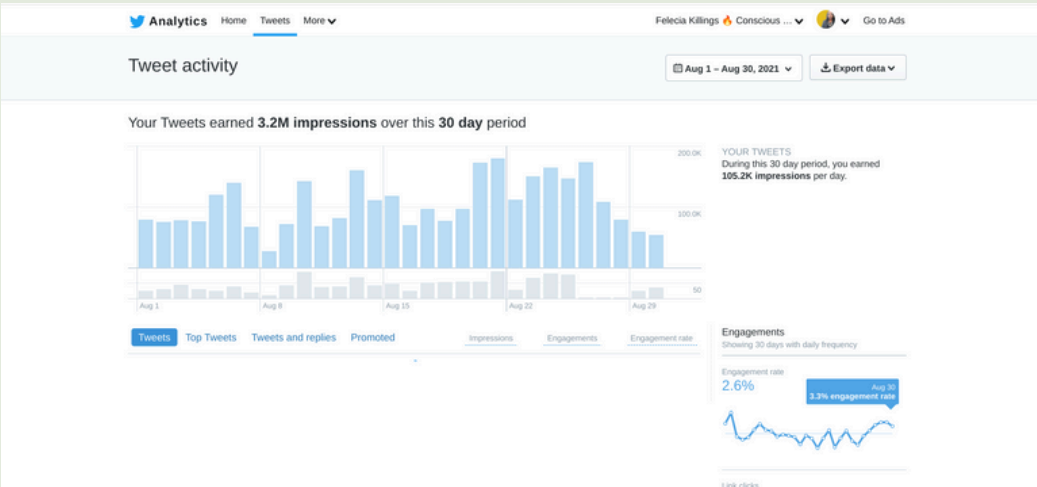 Analytics Home Tweets More
Felecia Killings 🔥 Conscious ... Go to Ads
Tweet activity
Aug 1 – Aug 30, 2021 Export data
Your Tweets earned 3.2M impressions over this 30 day period
200.0K
100.0K
50
Aug 1 Aug 8 Aug 15 Aug 22 Aug 29
YOUR TWEETS
During this 30 day period, you earned
105.2K impressions per day.
Tweets Top Tweets Tweets and replies Promoted
Impressions Engagements Engagement rate
Engagements
Showing 30 days with daily frequency
Engagement rate
2.6%
Aug 30
3.3% engagement rate
Link clicks